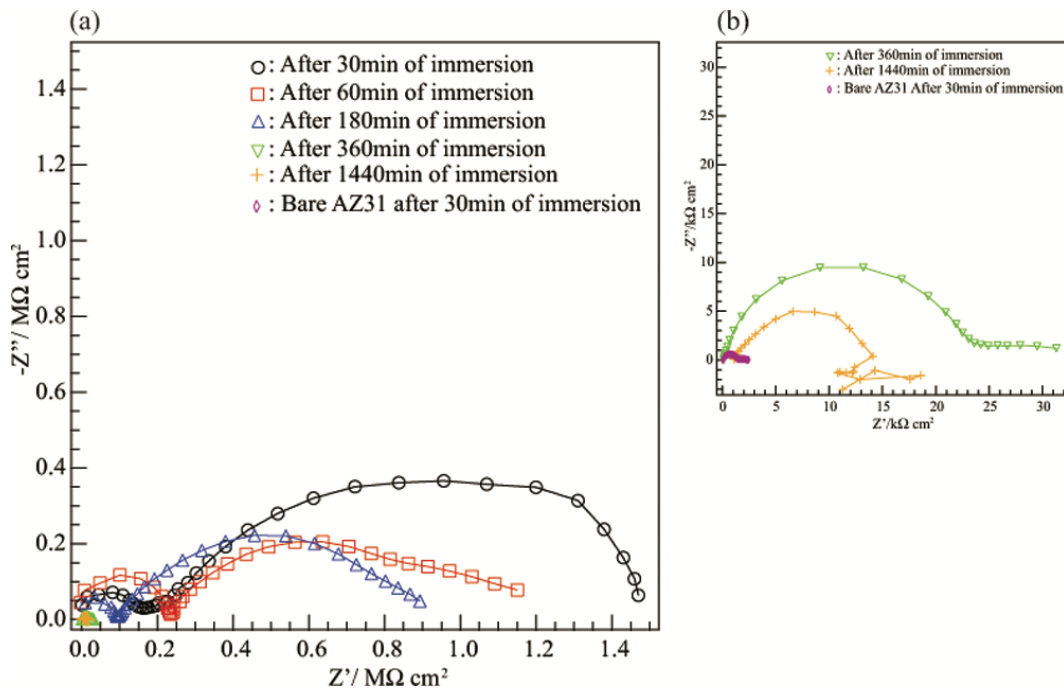 (a)
(b)
○: After 30min of immersion
□: After 60min of immersion
△: After 180min of immersion
▽: After 360min of immersion
+: After 1440min of immersion
◊: Bare AZ31 after 30min of immersion
1.4
1.2
1.0
0.8
0.6
0.4
0.2
0.0
-Z''/ MΩ cm²
0.0 0.2 0.4 0.6 0.8 1.0 1.2 1.4
Z'/ MΩ cm²
▽: After 360min of immersion
+: After 1440min of immersion
◊: Bare AZ31 After 30min of immersion
30
25
20
15
10
5
0
-Z''/kΩ cm²
0 5 10 15 20 25 30
Z'/kΩ cm²